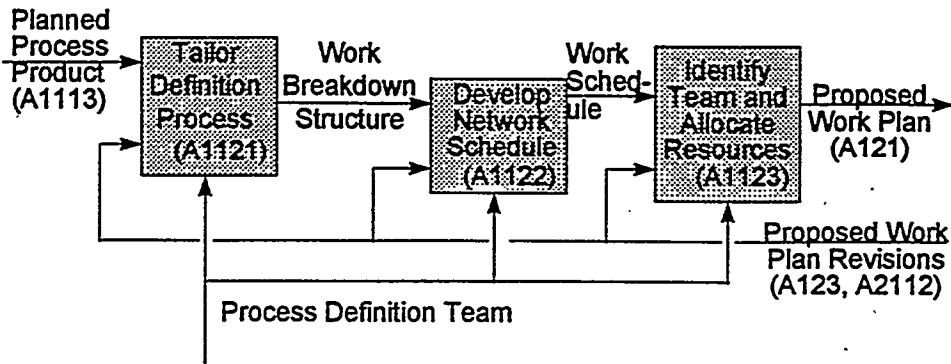 Planned
Process
Product
(A1113)
Tailor
Definition
Process
(A1121)
Work
Breakdown
Structure
Develop
Network
Schedule
(A1122)
Work
Sched-
ule
Identify
Team and
Allocate
Resources
(A1123)
Proposed
Work Plan
(A121)
Proposed Work
Plan Revisions
(A123, A2112)
Process Definition Team